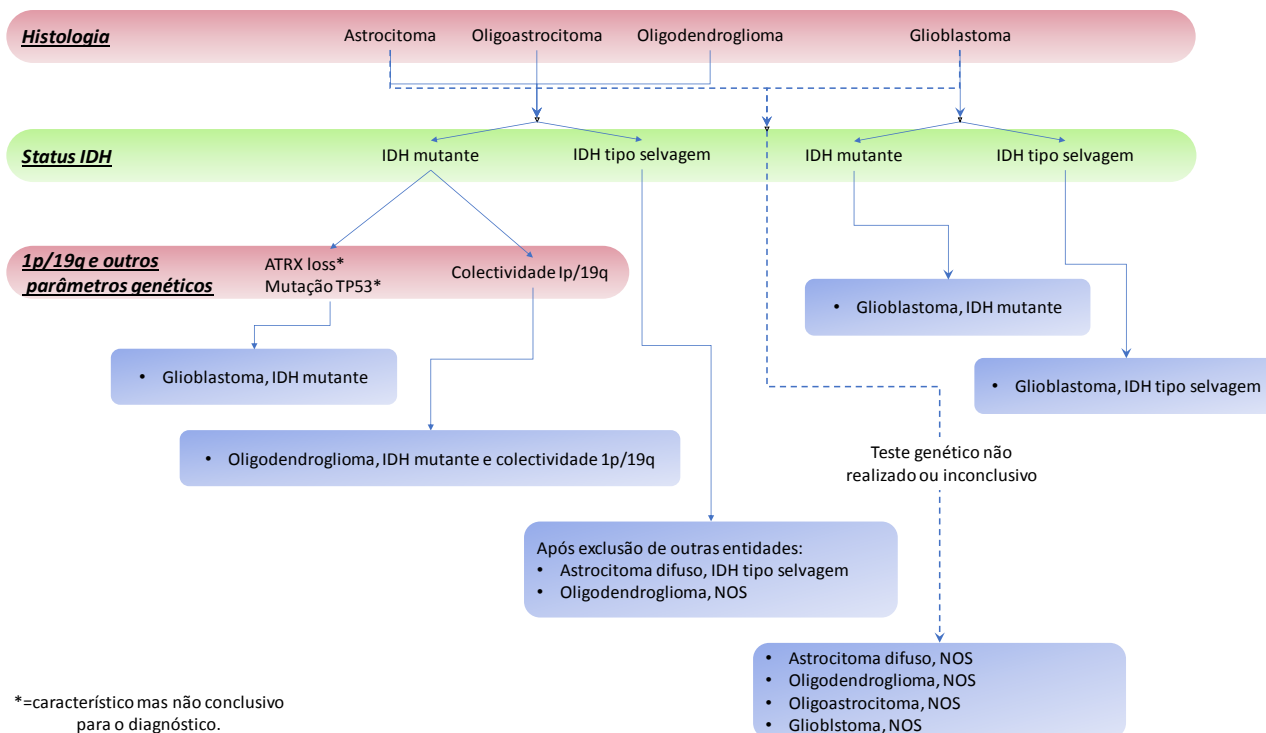 Histologia
Astrocitoma
Oligoastrocitoma
Oligodendroglioma
Glioblastoma
Status IDH
IDH mutante
IDH tipo selvagem
IDH mutante
IDH tipo selvagem
1p/19q e outros
parâmetros genéticos
ATRX loss*
Mutação TP53*
Colectividade Ip/19q
• Glioblastoma, IDH mutante
• Glioblastoma, IDH mutante
• Glioblastoma, IDH tipo selvagem
• Oligodendroglioma, IDH mutante e colectividade 1p/19q
Teste genético não
realizado ou inconclusivo
Após exclusão de outras entidades:
• Astrocitoma difuso, IDH tipo selvagem
• Oligodendroglioma, NOS
• Astrocitoma difuso, NOS
• Oligodendroglioma, NOS
• Oligoastrocitoma, NOS
• Glioblstoma, NOS
*=característico mas não conclusivo
para o diagnóstico.